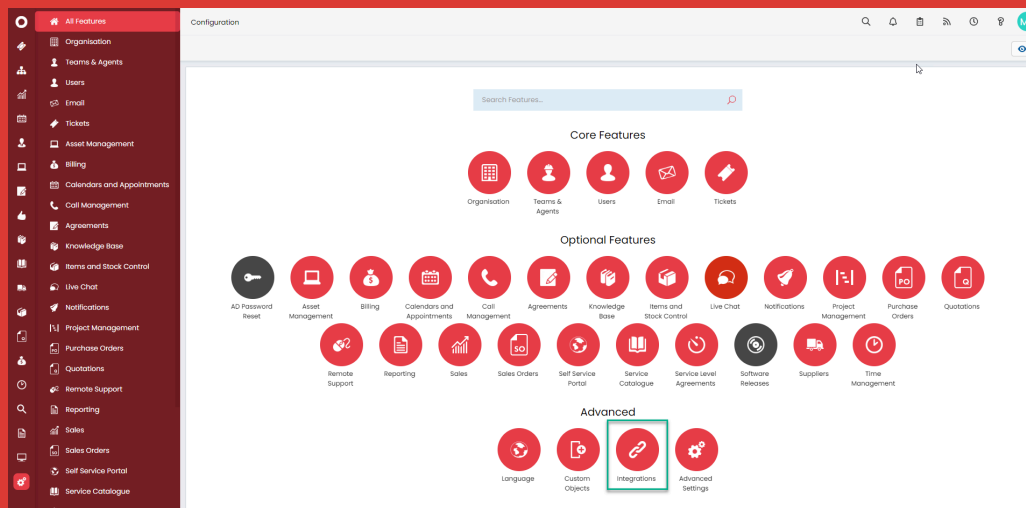 All Features
Organisation
Teams & Agents
Users
Email
Tickets
Asset Management
Billing
Calendars and Appointments
Call Management
Agreements
Knowledge Base
Items and Stock Control
Live Chat
Notifications
Project Management
Purchase Orders
Quotations
Remote Support
Reporting
Sales
Sales Orders
Self Service Portal
Service Catalogue
Configuration
M
Search Features...
Core Features
Organisation
Teams &
Agents
Users
Email
Tickets
Optional Features
AD Password
Reset
Asset
Management
$
Billing
Calendars and
Appointments
Call
Management
Agreements
Knowledge
Base
Items and
Stock Control
Live Chat
Notifications
Project
Management
PO
Purchase
Orders
Q
Quotations
Remote
Support
Reporting
Sales
SO
Sales Orders
Self Service
Portal
Service
Catalogue
Service Level
Agreements
Software
Releases
Suppliers
Time
Management
Advanced
Language
Custom
Objects
Integrations
Advanced
Settings